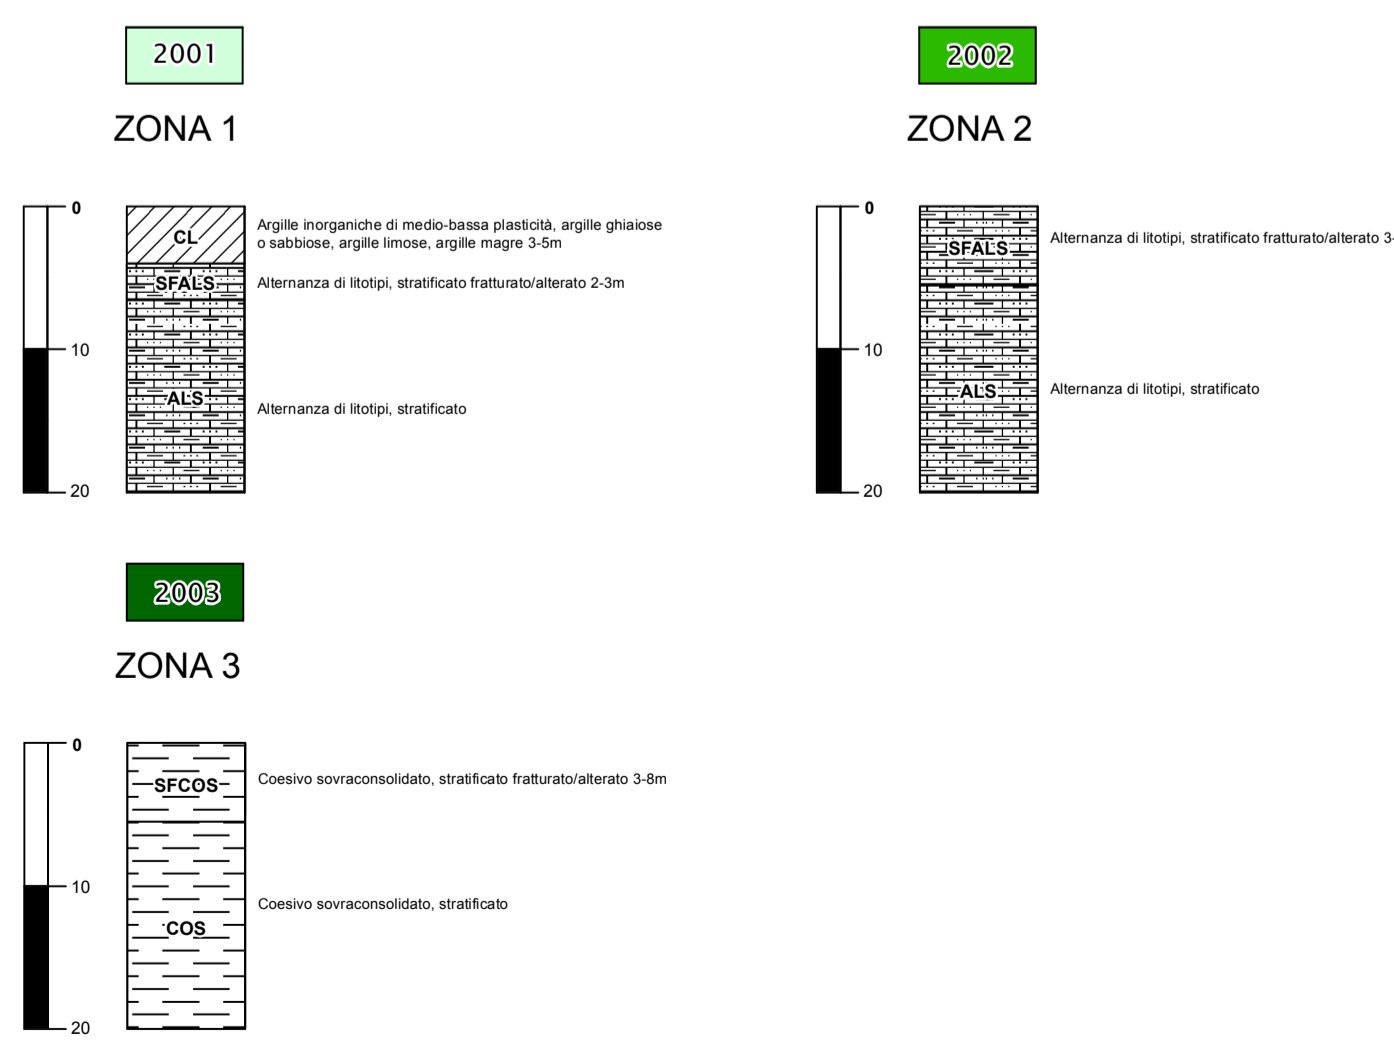 2001
ZONA 1
0
10
20
CL
SFALS
ALS
Argille inorganiche di medio-bassa plasticità, argille ghiaiose
o sabbiose, argille limose, argille magre 3-5m
Alternanza di litotipi, stratificato fratturato/alterato 2-3m
Alternanza di litotipi, stratificato
2002
ZONA 2
0
10
20
SFALS
ALS
Alternanza di litotipi, stratificato fratturato/alterato 3-
Alternanza di litotipi, stratificato
2003
ZONA 3
0
10
20
SFCOS
COS
Coesivo sovraconsolidato, stratificato fratturato/alterato 3-8m
Coesivo sovraconsolidato, stratificato